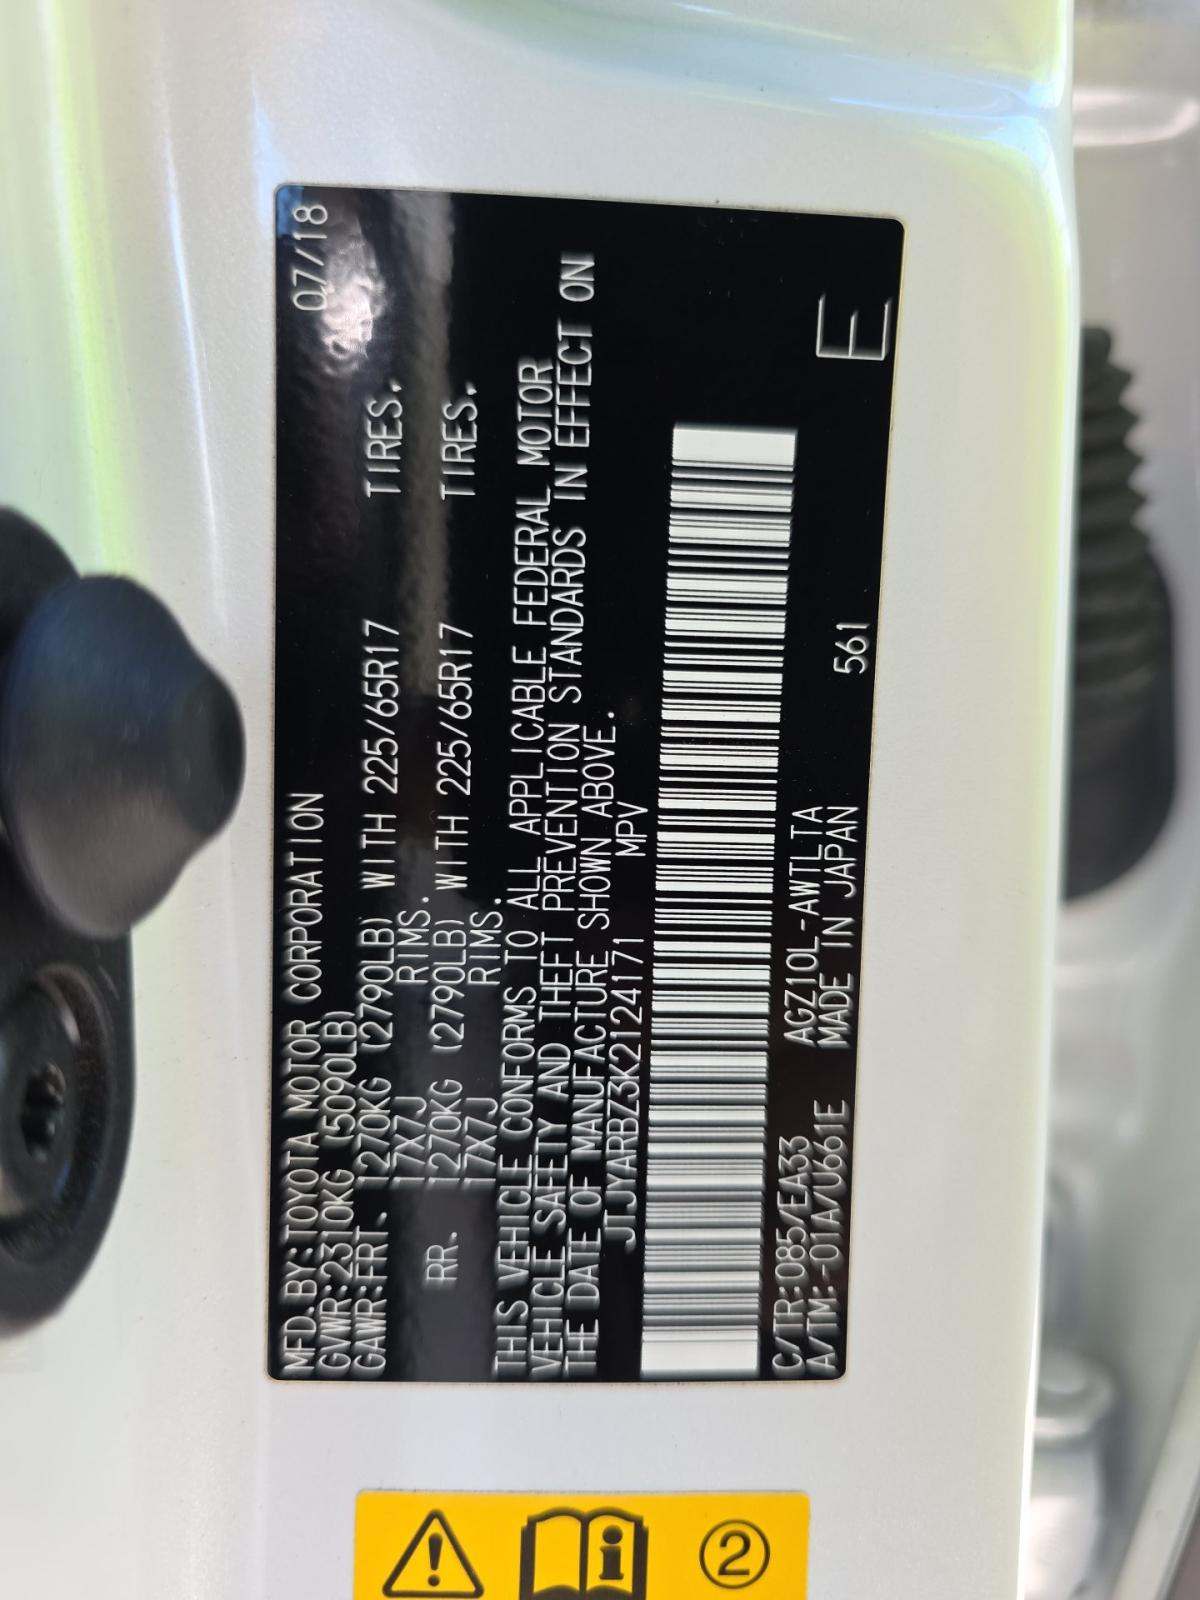 MFD.BY:TOYOTA MOTOR CORPORATION 07/18
GVWR:2310KG (5090LB)
GAWR:FRT. 1270KG (2790LB) WITH 225/65R17 TIRES,
17X7J RIMS.
RR. 1270KG (2790LB) WITH 225/65R17 TIRES,
17X7J RIMS.
THIS VEHICLE CONFORMS TO ALL APPLICABLE FEDERAL MOTOR
VEHICLE SAFETY AND THEFT PREVENTION STANDARDS IN EFFECT ON
THE DATE OF MANUFACTURE SHOWN ABOVE.
JTJYARBZ3K2124171 MPV
C/TR:085/EA33 AGZ10L-AWTLTA
A/TM:-01A/U661E MADE IN JAPAN 561 E
2